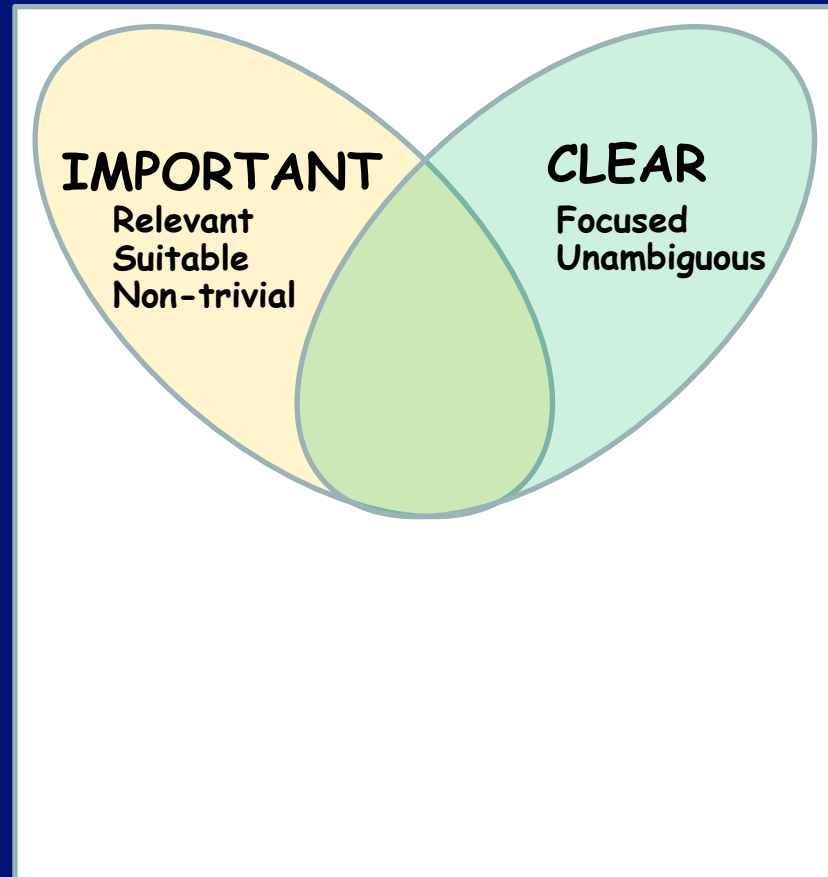 IMPORTANT
Relevant
Suitable
Non-trivial
CLEAR
Focused
Unambiguous